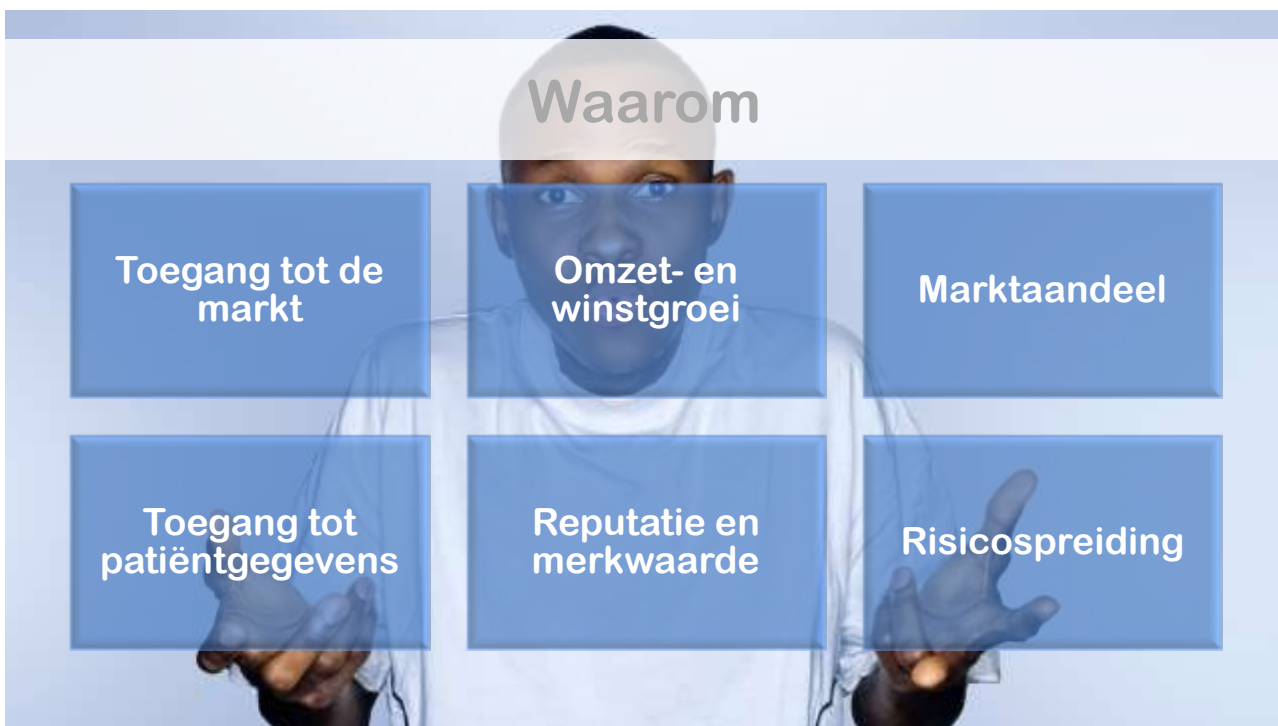 Waarom
Toegang tot de
markt
Omzet- en
winstgroei
Marktaandeel
Toegang tot
patiëntgegevens
Reputatie en
merkwaarde
Risicospreiding